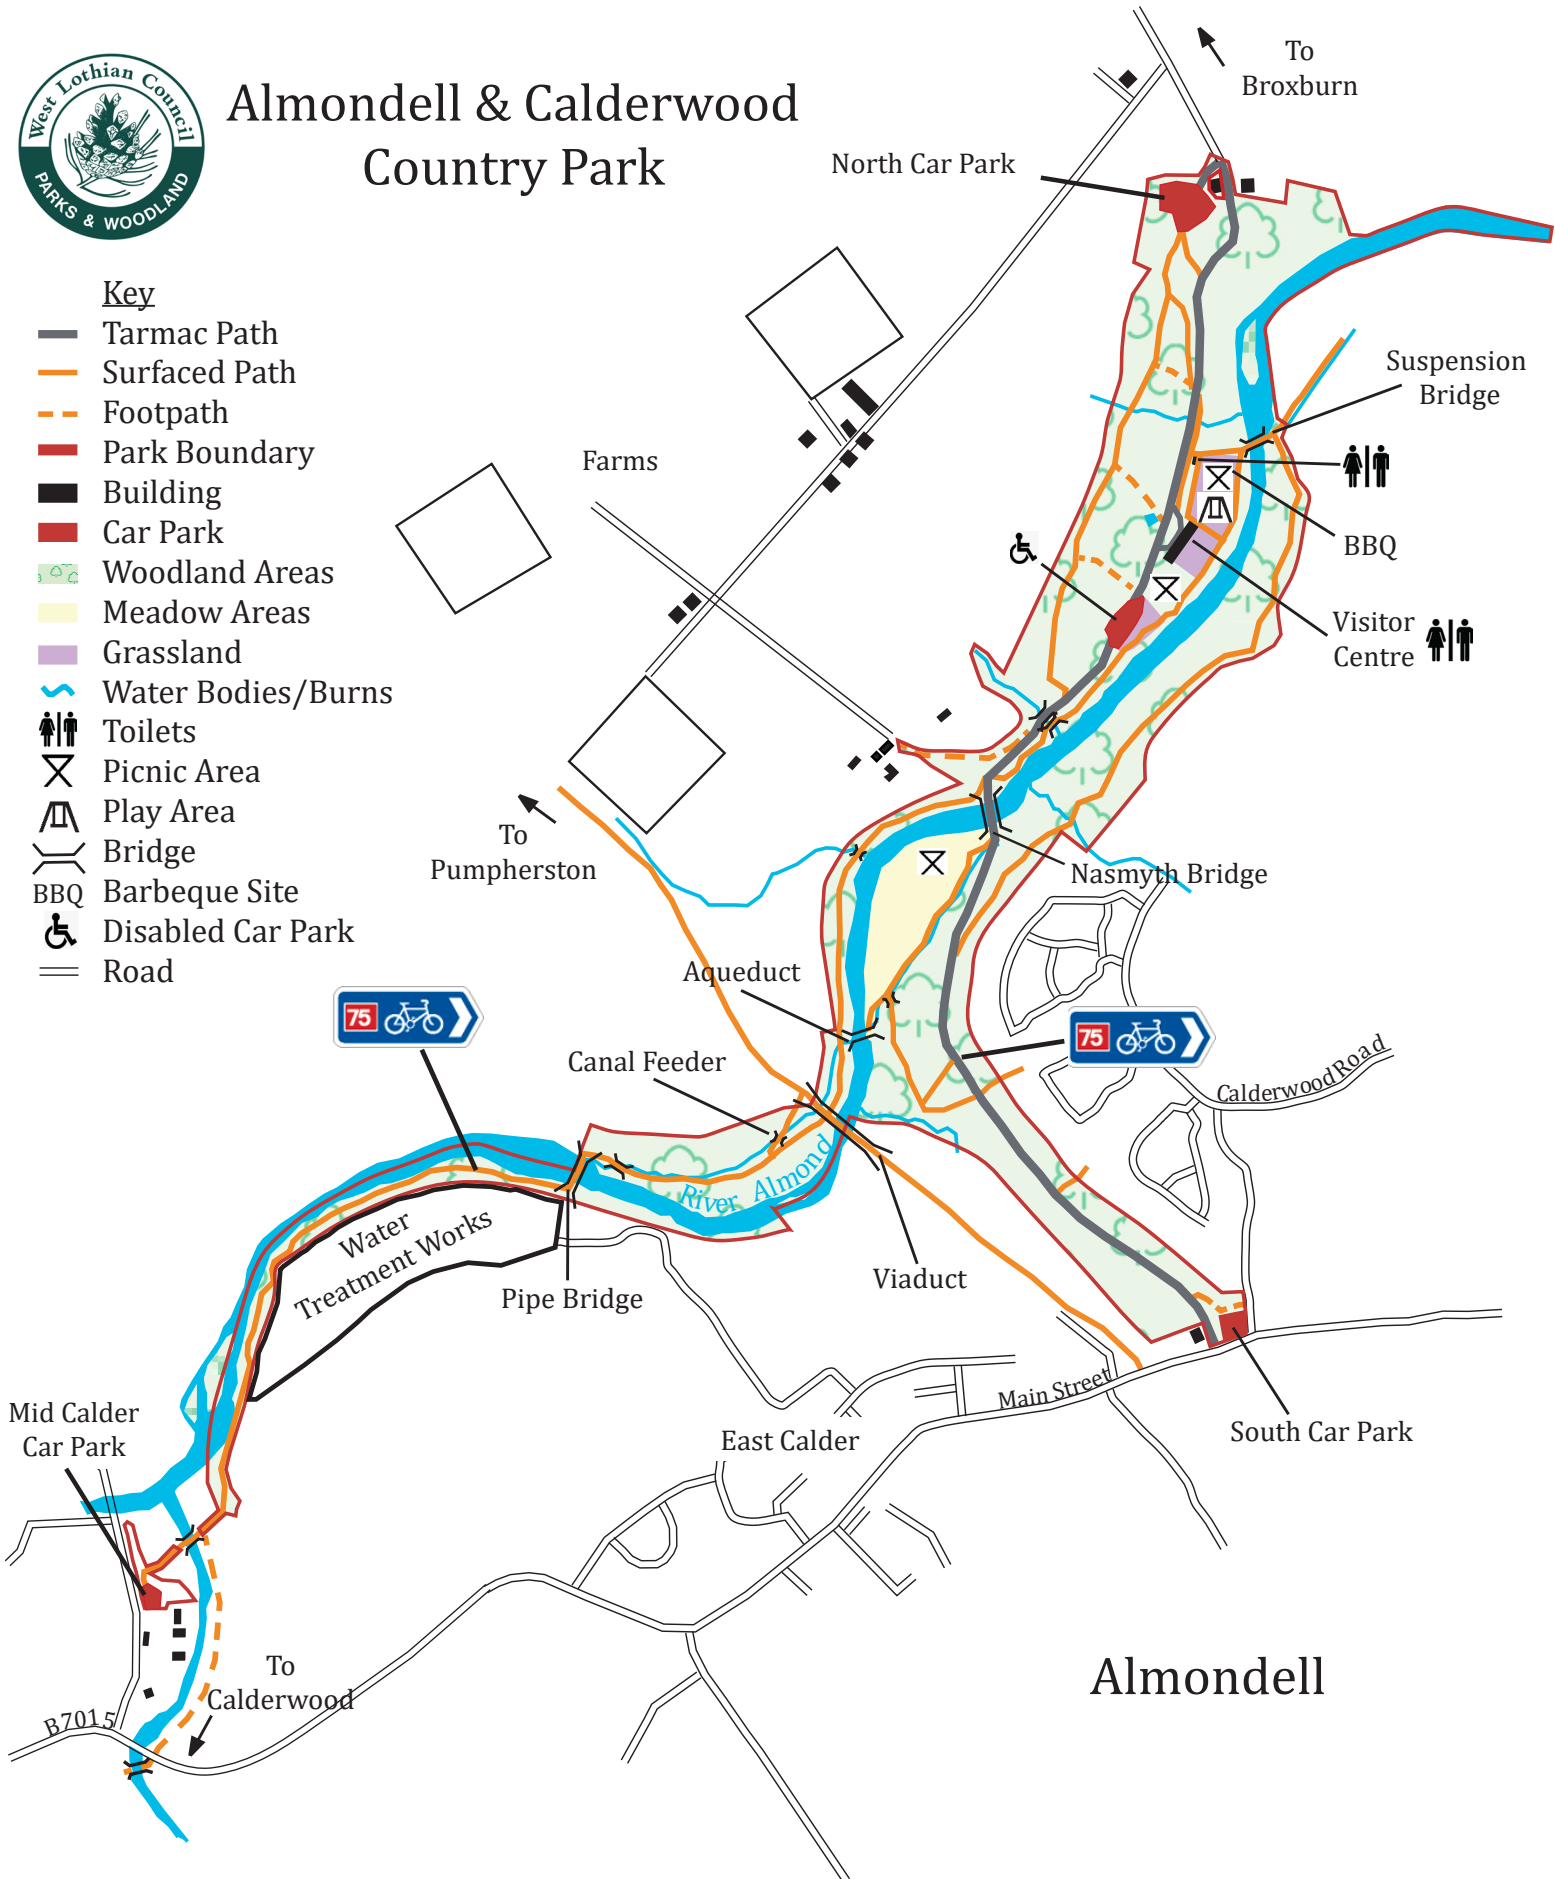 West Lothian Council
PARKS & WOODLAND
Almondell & Calderwood
Country Park
To
Broxburn
North Car Park
Key
Tarmac Path
Surfaced Path
Footpath
Park Boundary
Building
Car Park
Woodland Areas
Meadow Areas
Grassland
Water Bodies/Burns
Toilets
Picnic Area
Play Area
Bridge
BBQ Barbeque Site
Disabled Car Park
Road
Suspension
Bridge
Farms
BBQ
Visitor
Centre
To
Pumpherston
Nasmyth Bridge
Aqueduct
75
75
Canal Feeder
Calderwood Road
River Almond
Water
Treatment Works
Viaduct
Pipe Bridge
Main Street
Mid Calder
Car Park
East Calder
South Car Park
To
Calderwood
B7015
Almondell